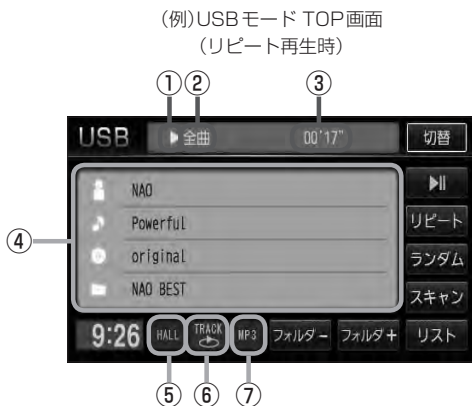 (例)USBモード TOP画面
(リピート再生時)
① ② ③
USB 全曲 00'17" 切替
NAO
Powerful
original
NAO BEST
④
▶II
リピート
ランダム
スキャン
9:26 HALL TRACK MP3 フォルダ− フォルダ+ リスト
⑤ ⑥ ⑦